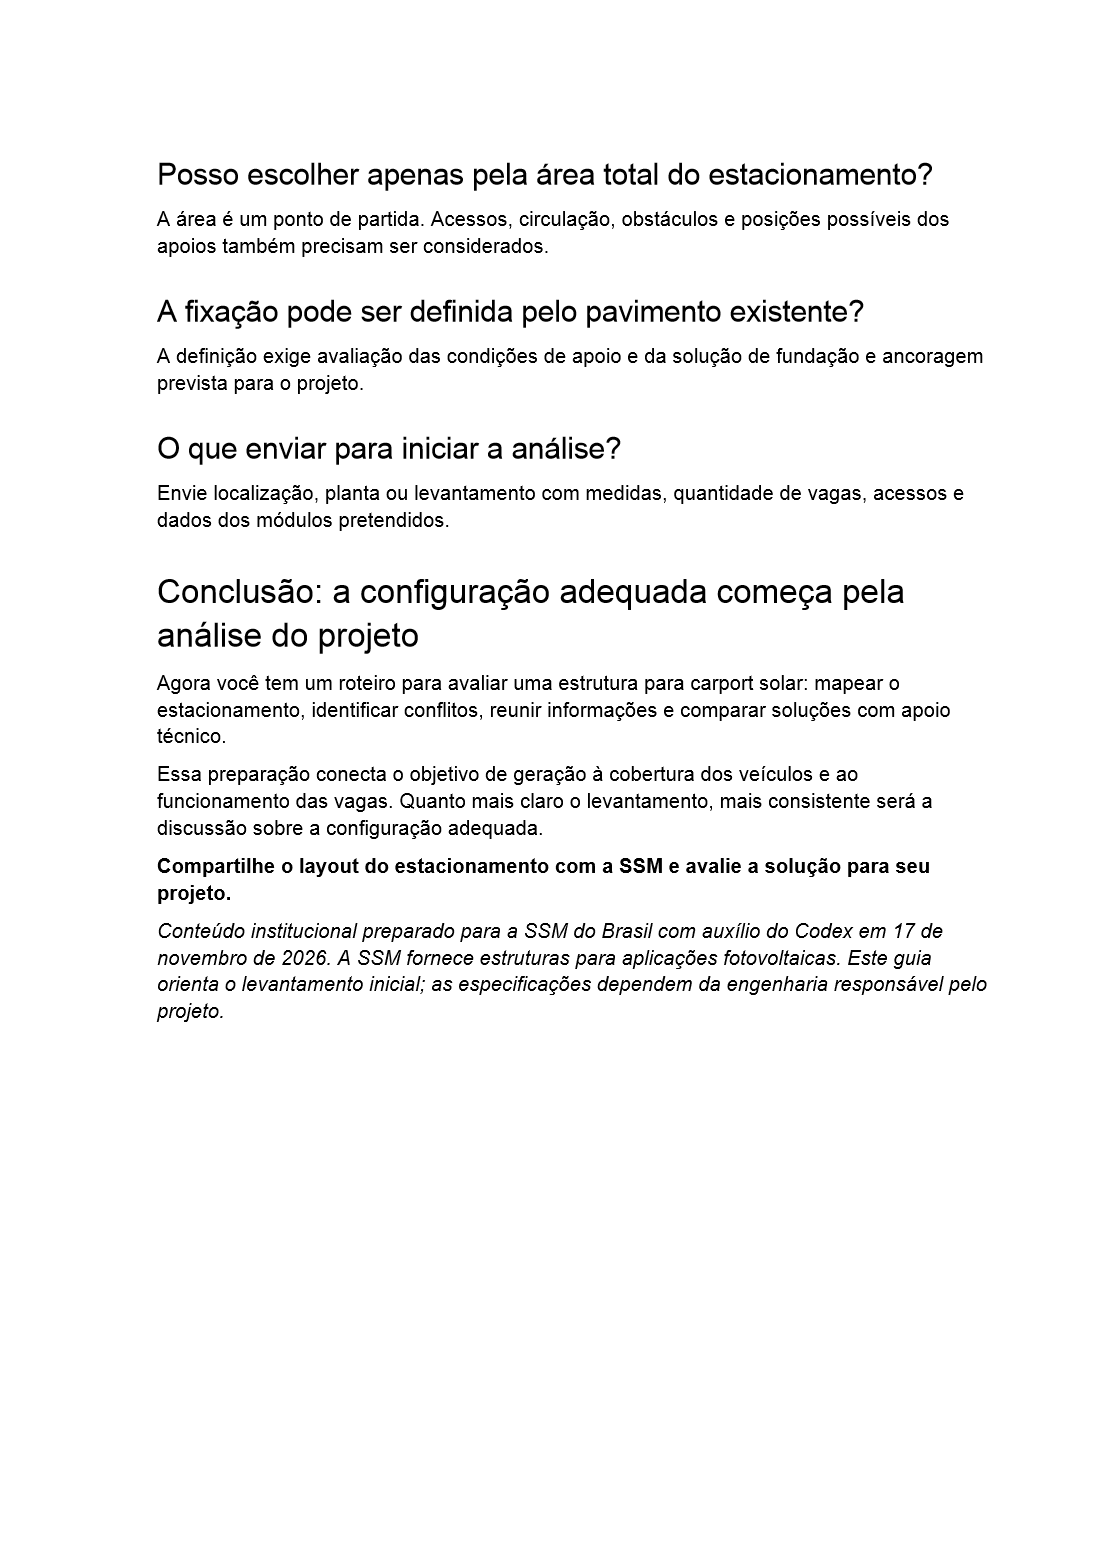 Posso escolher apenas pela área total do estacionamento?
A área é um ponto de partida. Acessos, circulação, obstáculos e posições possíveis dos
apoios também precisam ser considerados.
A fixação pode ser definida pelo pavimento existente?
A definição exige avaliação das condições de apoio e da solução de fundação e ancoragem
prevista para o projeto.
O que enviar para iniciar a análise?
Envie localização, planta ou levantamento com medidas, quantidade de vagas, acessos e
dados dos módulos pretendidos.
Conclusão: a configuração adequada começa pela
análise do projeto
Agora você tem um roteiro para avaliar uma estrutura para carport solar: mapear o
estacionamento, identificar conflitos, reunir informações e comparar soluções com apoio
técnico.
Essa preparação conecta o objetivo de geração à cobertura dos veículos e ao
funcionamento das vagas. Quanto mais claro o levantamento, mais consistente será a
discussão sobre a configuração adequada.
Compartilhe o layout do estacionamento com a SSM e avalie a solução para seu
projeto.
Conteúdo institucional preparado para a SSM do Brasil com auxílio do Codex em 17 de
novembro de 2026. A SSM fornece estruturas para aplicações fotovoltaicas. Este guia
orienta o levantamento inicial; as especificações dependem da engenharia responsável pelo
projeto.